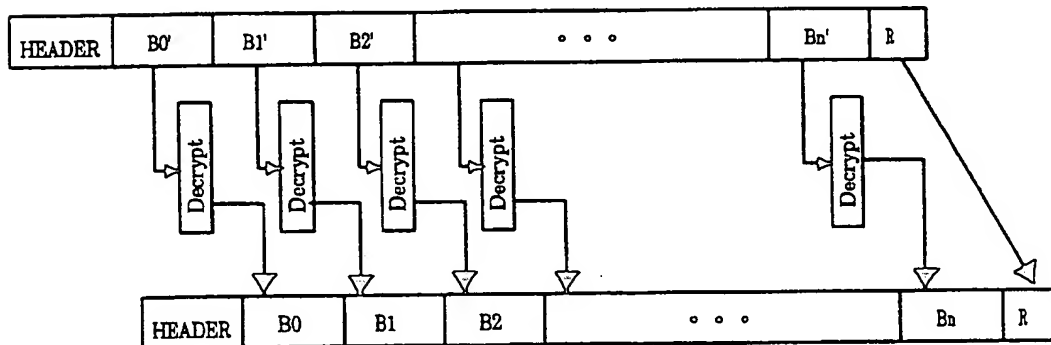 HEADER B0' B1' B2' ∘ ∘ ∘ Bn' R
Decrypt Decrypt Decrypt Decrypt Decrypt
HEADER B0 B1 B2 ∘ ∘ ∘ Bn R